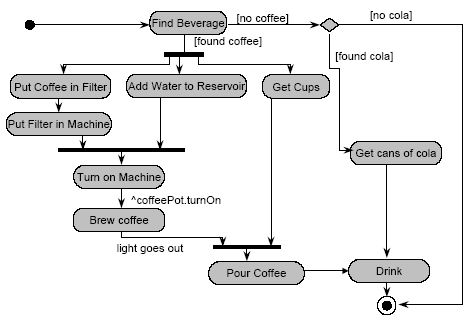 Find Beverage
[no coffee]
[no cola]
[found coffee]
[found cola]
Put Coffee in Filter
Add Water to Reservoir
Get Cups
Put Filter in Machine
Get cans of cola
Turn on Machine
^coffeePot.turnOn
Brew coffee
light goes out
Pour Coffee
Drink